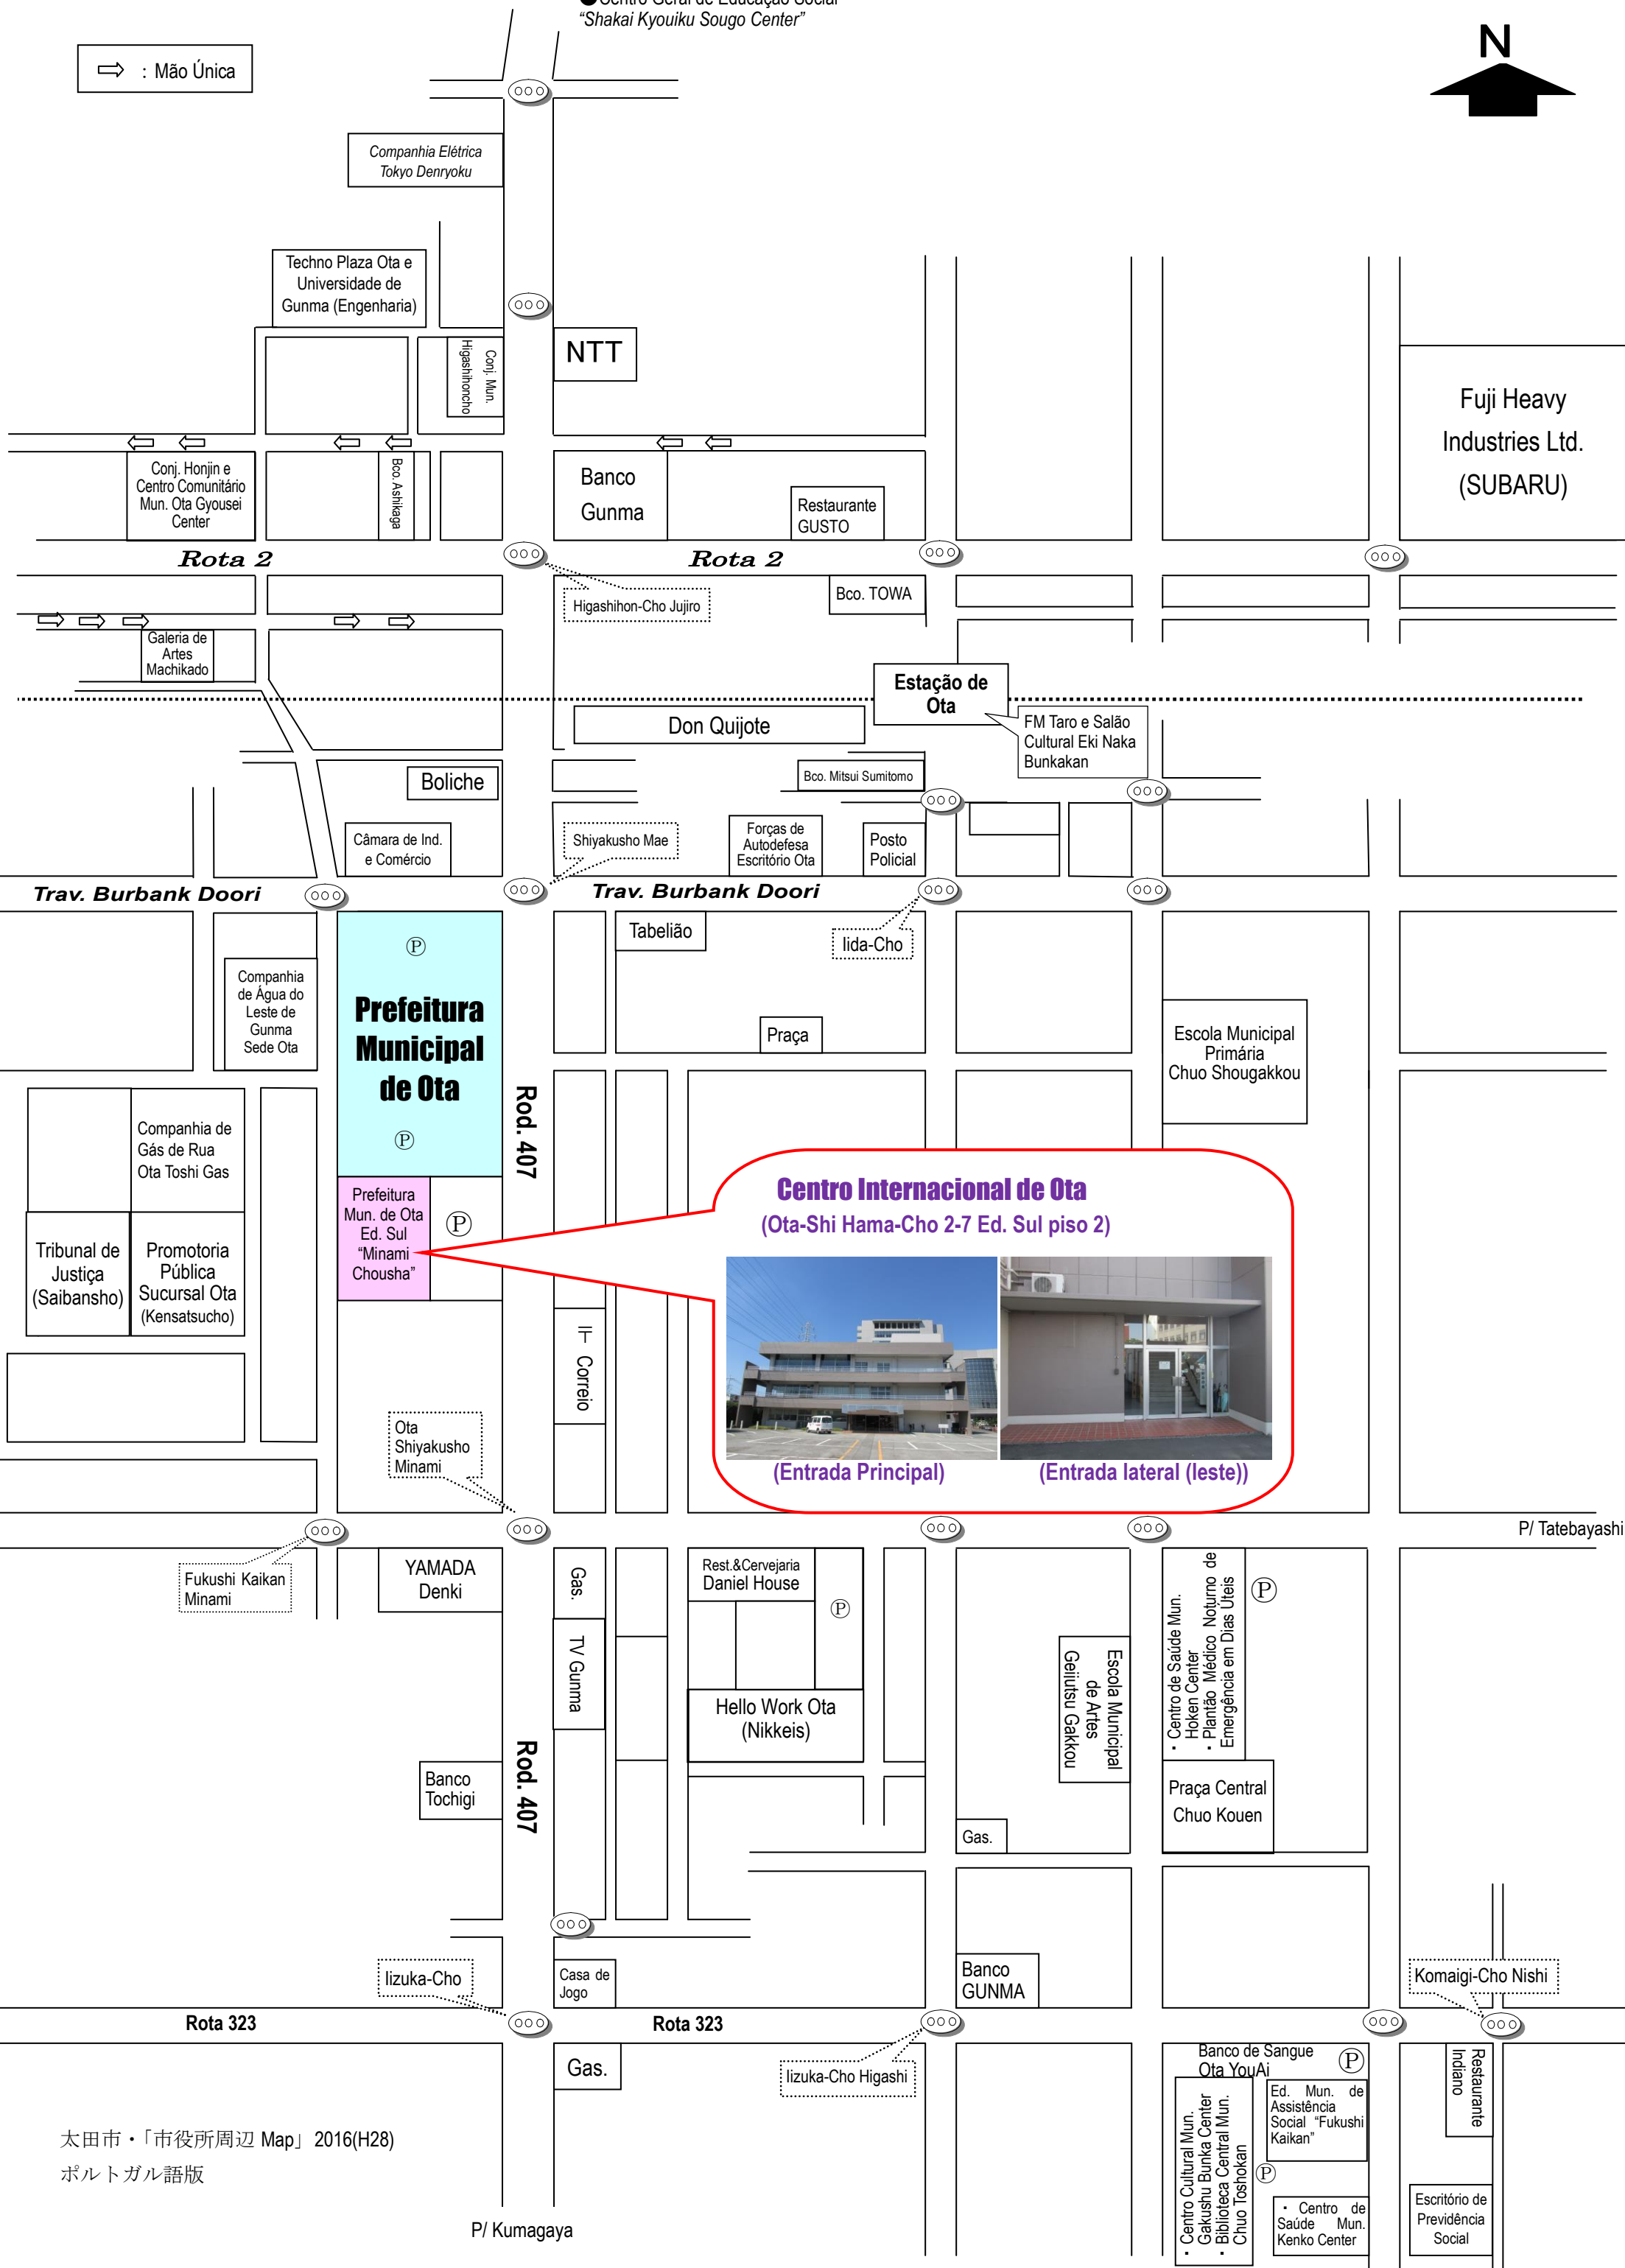 ●Centro Geral de Educação Social
“Shakai Kyouiku Sougo Center”
N
⇨ : Mão Única
Companhia Elétrica
Tokyo Denryoku
Techno Plaza Ota e
Universidade de
Gunma (Engenharia)
Conj. Mun.
Higashihoncho
NTT
Fuji Heavy
Industries Ltd.
(SUBARU)
Conj. Honjin e
Centro Comunitário
Mun. Ota Gyousei
Center
Bco. Ashikaga
Banco
Gunma
Restaurante
GUSTO
Rota 2
Rota 2
Higashihon-Cho Jujiro
Bco. TOWA
Galeria de
Artes
Machikado
Estação de
Ota
Don Quijote
FM Taro e Salão
Cultural Eki Naka
Bunkakan
Boliche
Bco. Mitsui Sumitomo
Câmara de Ind.
e Comércio
Shiyakusho Mae
Forças de
Autodefesa
Escritório Ota
Posto
Policial
Trav. Burbank Doori
Trav. Burbank Doori
P
Tabelião
Iida-Cho
Companhia
de Água do
Leste de
Gunma
Sede Ota
Prefeitura
Municipal
de Ota
P
Praça
Escola Municipal
Primária
Chuo Shougakkou
Rod. 407
Companhia de
Gás de Rua
Ota Toshi Gas
Prefeitura
Mun. de Ota
Ed. Sul
“Minami
Chousha”
P
Centro Internacional de Ota
(Ota-Shi Hama-Cho 2-7 Ed. Sul piso 2)
(Entrada Principal)
(Entrada lateral (leste))
Tribunal de
Justiça
(Saibansho)
Promotoria
Pública
Sucursal Ota
(Kensatsucho)
〒 Correio
Ota
Shiyakusho
Minami
P/ Tatebayashi
Fukushi Kaikan
Minami
YAMADA
Denki
Gas.
Rest.&Cervejaria
Daniel House
P
TV Gunma
Hello Work Ota
(Nikkeis)
Escola Municipal
de Artes
Geijutsu Gakkou
・Centro de Saúde Mun.
Hoken Center
・Plantão Médico Noturno de
Emergência em Dias Úteis
P
Rod. 407
Banco
Tochigi
Praça Central
Chuo Kouen
Gas.
Iizuka-Cho
Casa de
Jogo
Banco
GUNMA
Komaigi-Cho Nishi
Rota 323
Rota 323
Gas.
Iizuka-Cho Higashi
Banco de Sangue
Ota YouAi
P
・Centro Cultural Mun.
Gakushu Bunka Center
・Biblioteca Central Mun.
Chuo Toshokan
Ed. Mun. de
Assistência
Social “Fukushi
Kaikan”
P
・Centro de
Saúde Mun.
Kenko Center
Restaurante
Indiano
Escritório de
Previdência
Social
太田市・「市役所周辺 Map」 2016(H28)
ポルトガル語版
P/ Kumagaya